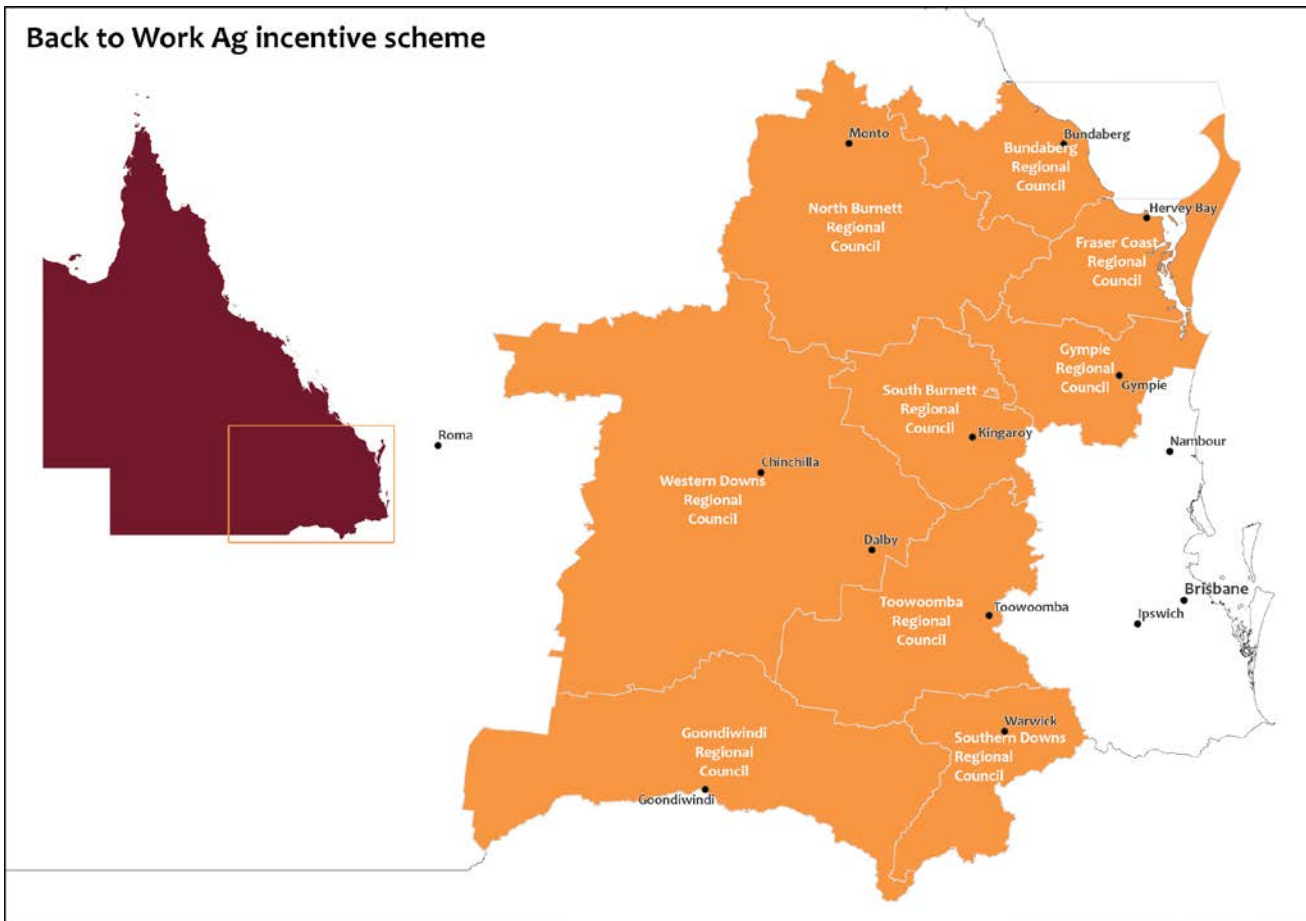 Back to Work Ag incentive scheme
Monto
Bundaberg
Bundaberg
Regional
Council
North Burnett
Regional
Council
Hervey Bay
Fraser Coast
Regional
Council
Gympie
Regional
Council
Gympie
South Burnett
Regional
Council
Kingaroy
Roma
Nambour
Chinchilla
Western Downs
Regional
Council
Dalby
Brisbane
Toowoomba
Regional
Council
Toowoomba
Ipswich
Warwick
Southern Downs
Regional
Council
Goondiwindi
Regional
Council
Goondiwindi